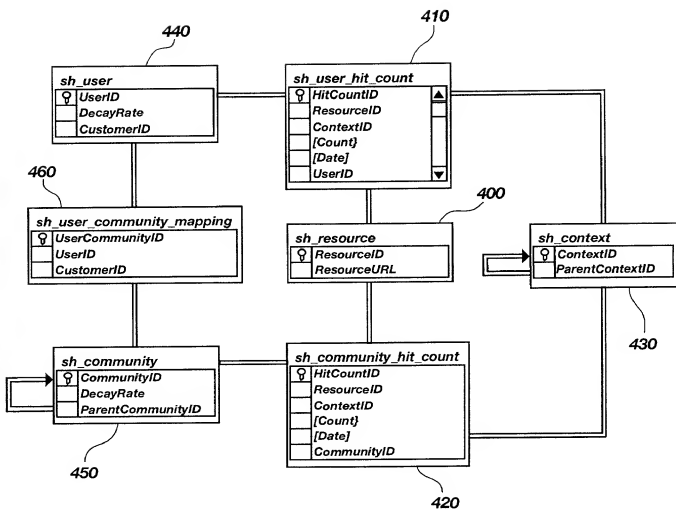 440
sh_user
UserID
DecayRate
CustomerID
410
sh_user_hit_count
HitCountID
ResourceID
ContextID
[Count}
[Date]
UserID
460
sh_user_community_mapping
UserCommunityID
UserID
CustomerID
400
sh_resource
ResourceID
ResourceURL
sh_context
ContextID
ParentContextID
430
sh_community
CommunityID
DecayRate
ParentCommunityID
450
sh_community_hit_count
HitCountID
ResourceID
ContextID
[Count}
[Date]
CommunityID
420